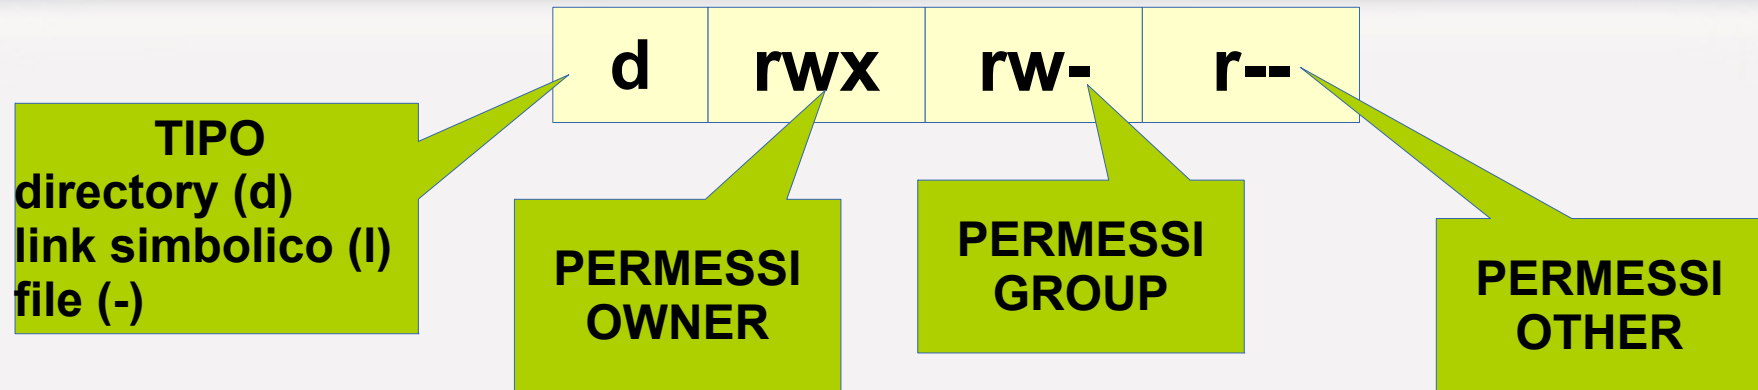 d rwx rw- r--
TIPO
directory (d)
link simbolico (l)
file (-)
PERMESSI
OWNER
PERMESSI
GROUP
PERMESSI
OTHER